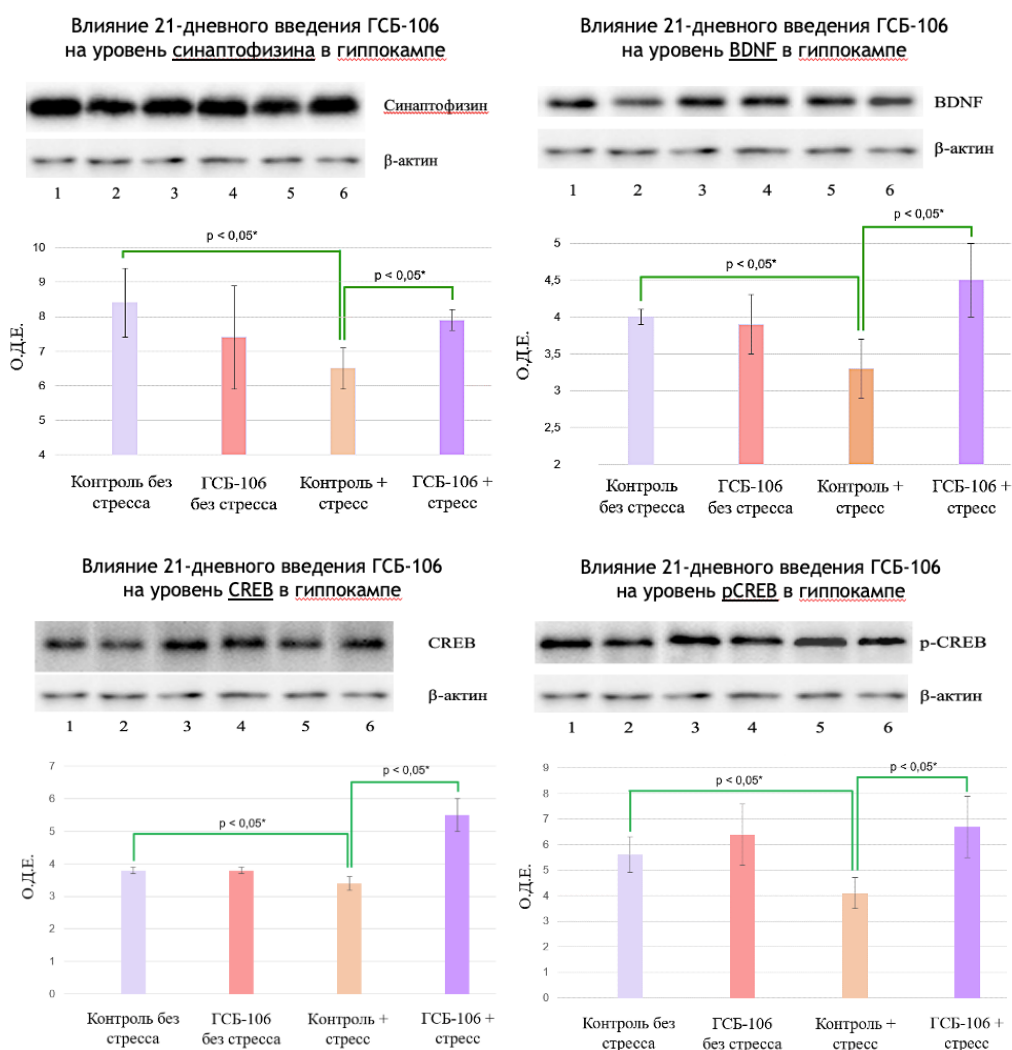 Влияние 21-дневного введения ГСБ-106
на уровень синаптофизина в гиппокампе
Синаптофизин
β-актин
1 2 3 4 5 6
p < 0,05*
p < 0,05*
10
9
8
7
6
5
4
О.Д.Е.
Контроль без
стресса
ГСБ-106
без стресса
Контроль +
стресс
ГСБ-106 +
стресс
Влияние 21-дневного введения ГСБ-106
на уровень BDNF в гиппокампе
BDNF
β-актин
1 2 3 4 5 6
p < 0,05*
p < 0,05*
5
4,5
4
3,5
3
2,5
2
О.Д.Е.
Контроль
без стресса
ГСБ-106
без стресса
Контроль +
стресс
ГСБ-106 +
стресс
Влияние 21-дневного введения ГСБ-106
на уровень CREB в гиппокампе
CREB
β-актин
1 2 3 4 5 6
p < 0,05*
p < 0,05*
7
6
5
4
3
2
1
0
О.Д.Е.
Контроль без
стресса
ГСБ-106
без стресса
Контроль +
стресс
ГСБ-106 +
стресс
Влияние 21-дневного введения ГСБ-106
на уровень pCREB в гиппокампе
p-CREB
β-актин
1 2 3 4 5 6
p < 0,05*
p < 0,05*
9
8
7
6
5
4
3
2
1
0
О.Д.Е.
Контроль без
стресса
ГСБ-106
без стресса
Контроль +
стресс
ГСБ-106 +
стресс